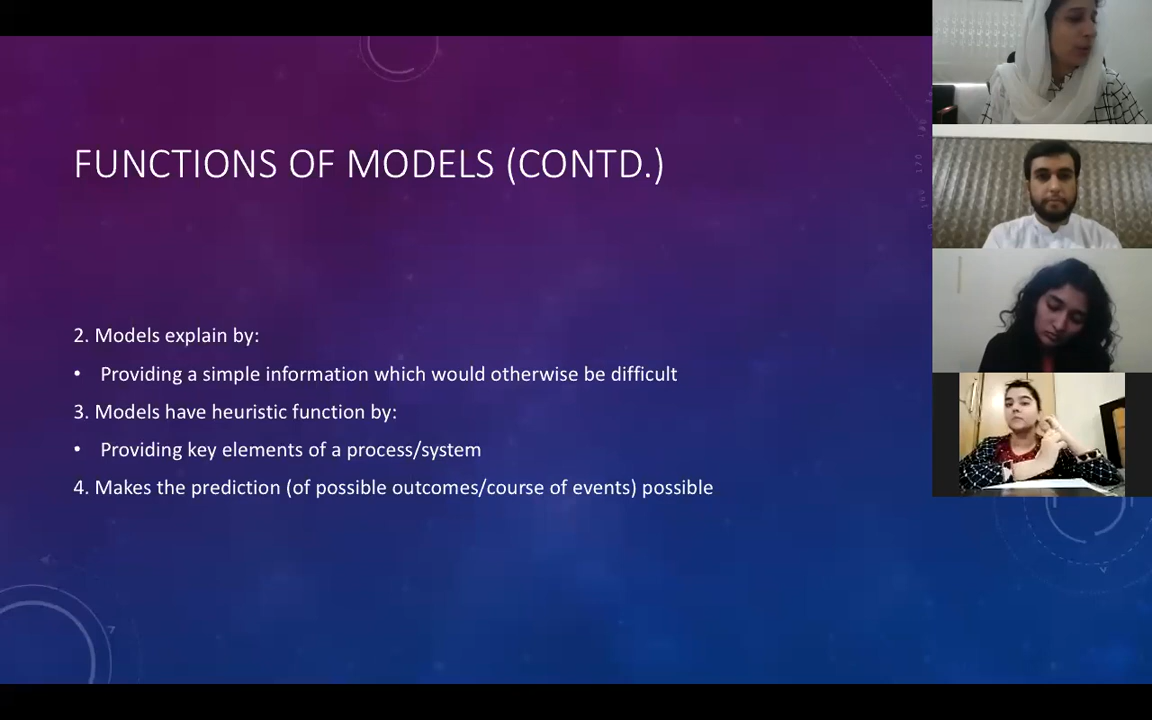 FUNCTIONS OF MODELS (CONTD.)
2. Models explain by:
• Providing a simple information which would otherwise be difficult
3. Models have heuristic function by:
• Providing key elements of a process/system
4. Makes the prediction (of possible outcomes/course of events) possible